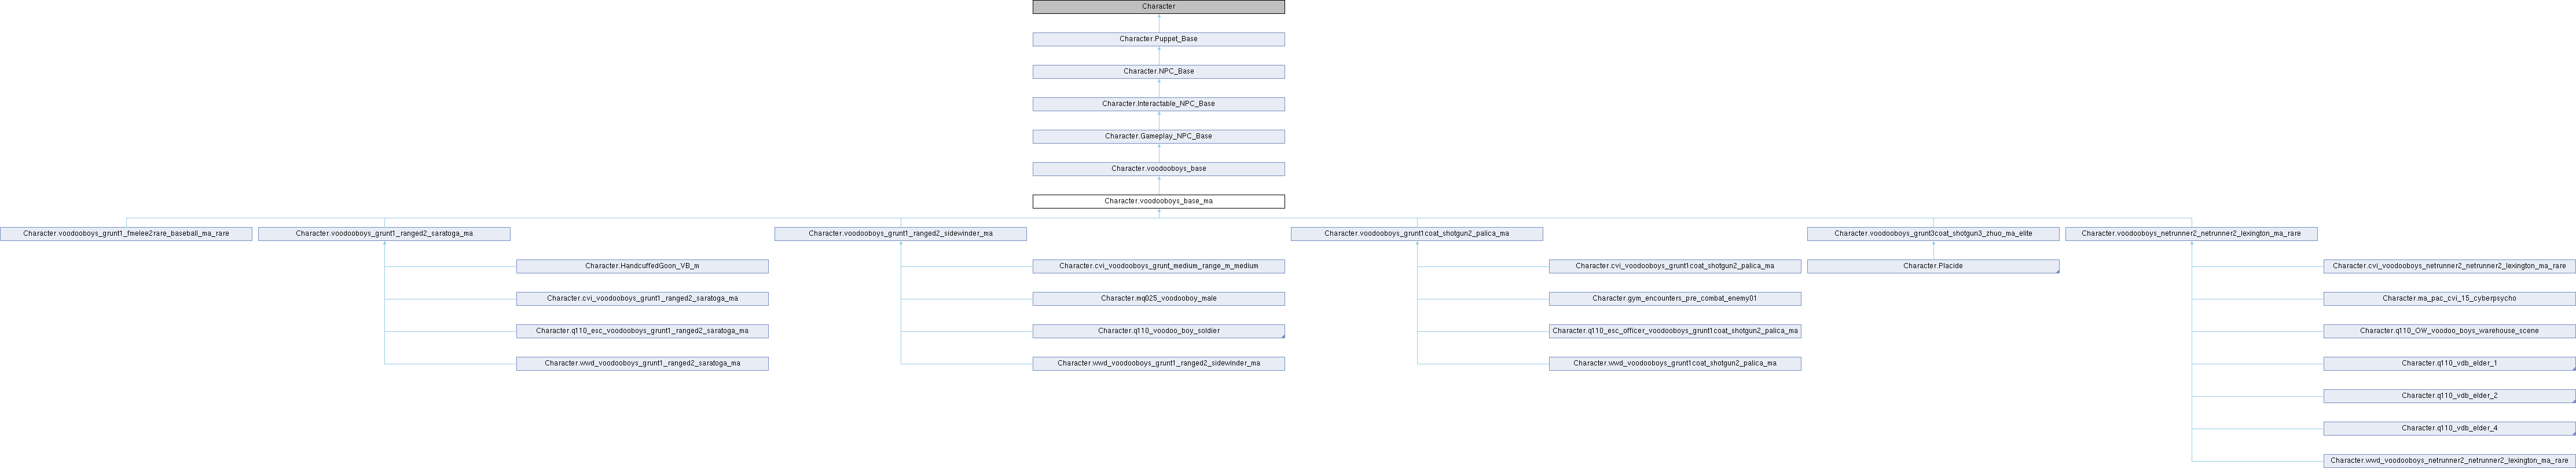 Character
Character.Puppet_Base
Character.NPC_Base
Character.Interactable_NPC_Base
Character.Gameplay_NPC_Base
Character.voodooboys_base
Character.voodooboys_base_ma
Character.voodooboys_grunt1_fmelee2rare_baseball_ma_rare
Character.voodooboys_grunt1_ranged2_saratoga_ma
Character.voodooboys_grunt1_ranged2_sidewinder_ma
Character.voodooboys_grunt1coat_shotgun2_palica_ma
Character.voodooboys_grunt3coat_shotgun3_zhuo_ma_elite
Character.voodooboys_netrunner2_netrunner2_lexington_ma_rare
Character.HandcuffedGoon_VB_m
Character.cvi_voodooboys_grunt_medium_range_m_medium
Character.cvi_voodooboys_grunt1coat_shotgun2_palica_ma
Character.Placide
Character.cvi_voodooboys_netrunner2_netrunner2_lexington_ma_rare
Character.cvi_voodooboys_grunt1_ranged2_saratoga_ma
Character.mq025_voodooboy_male
Character.gym_encounters_pre_combat_enemy01
Character.ma_pac_cvi_15_cyberpsycho
Character.q110_esc_voodooboys_grunt1_ranged2_saratoga_ma
Character.q110_voodoo_boy_soldier
Character.q110_esc_officer_voodooboys_grunt1coat_shotgun2_palica_ma
Character.q110_OW_voodoo_boys_warehouse_scene
Character.wwd_voodooboys_grunt1_ranged2_saratoga_ma
Character.wwd_voodooboys_grunt1_ranged2_sidewinder_ma
Character.wwd_voodooboys_grunt1coat_shotgun2_palica_ma
Character.q110_vdb_elder_1
Character.q110_vdb_elder_2
Character.q110_vdb_elder_4
Character.wwd_voodooboys_netrunner2_netrunner2_lexington_ma_rare